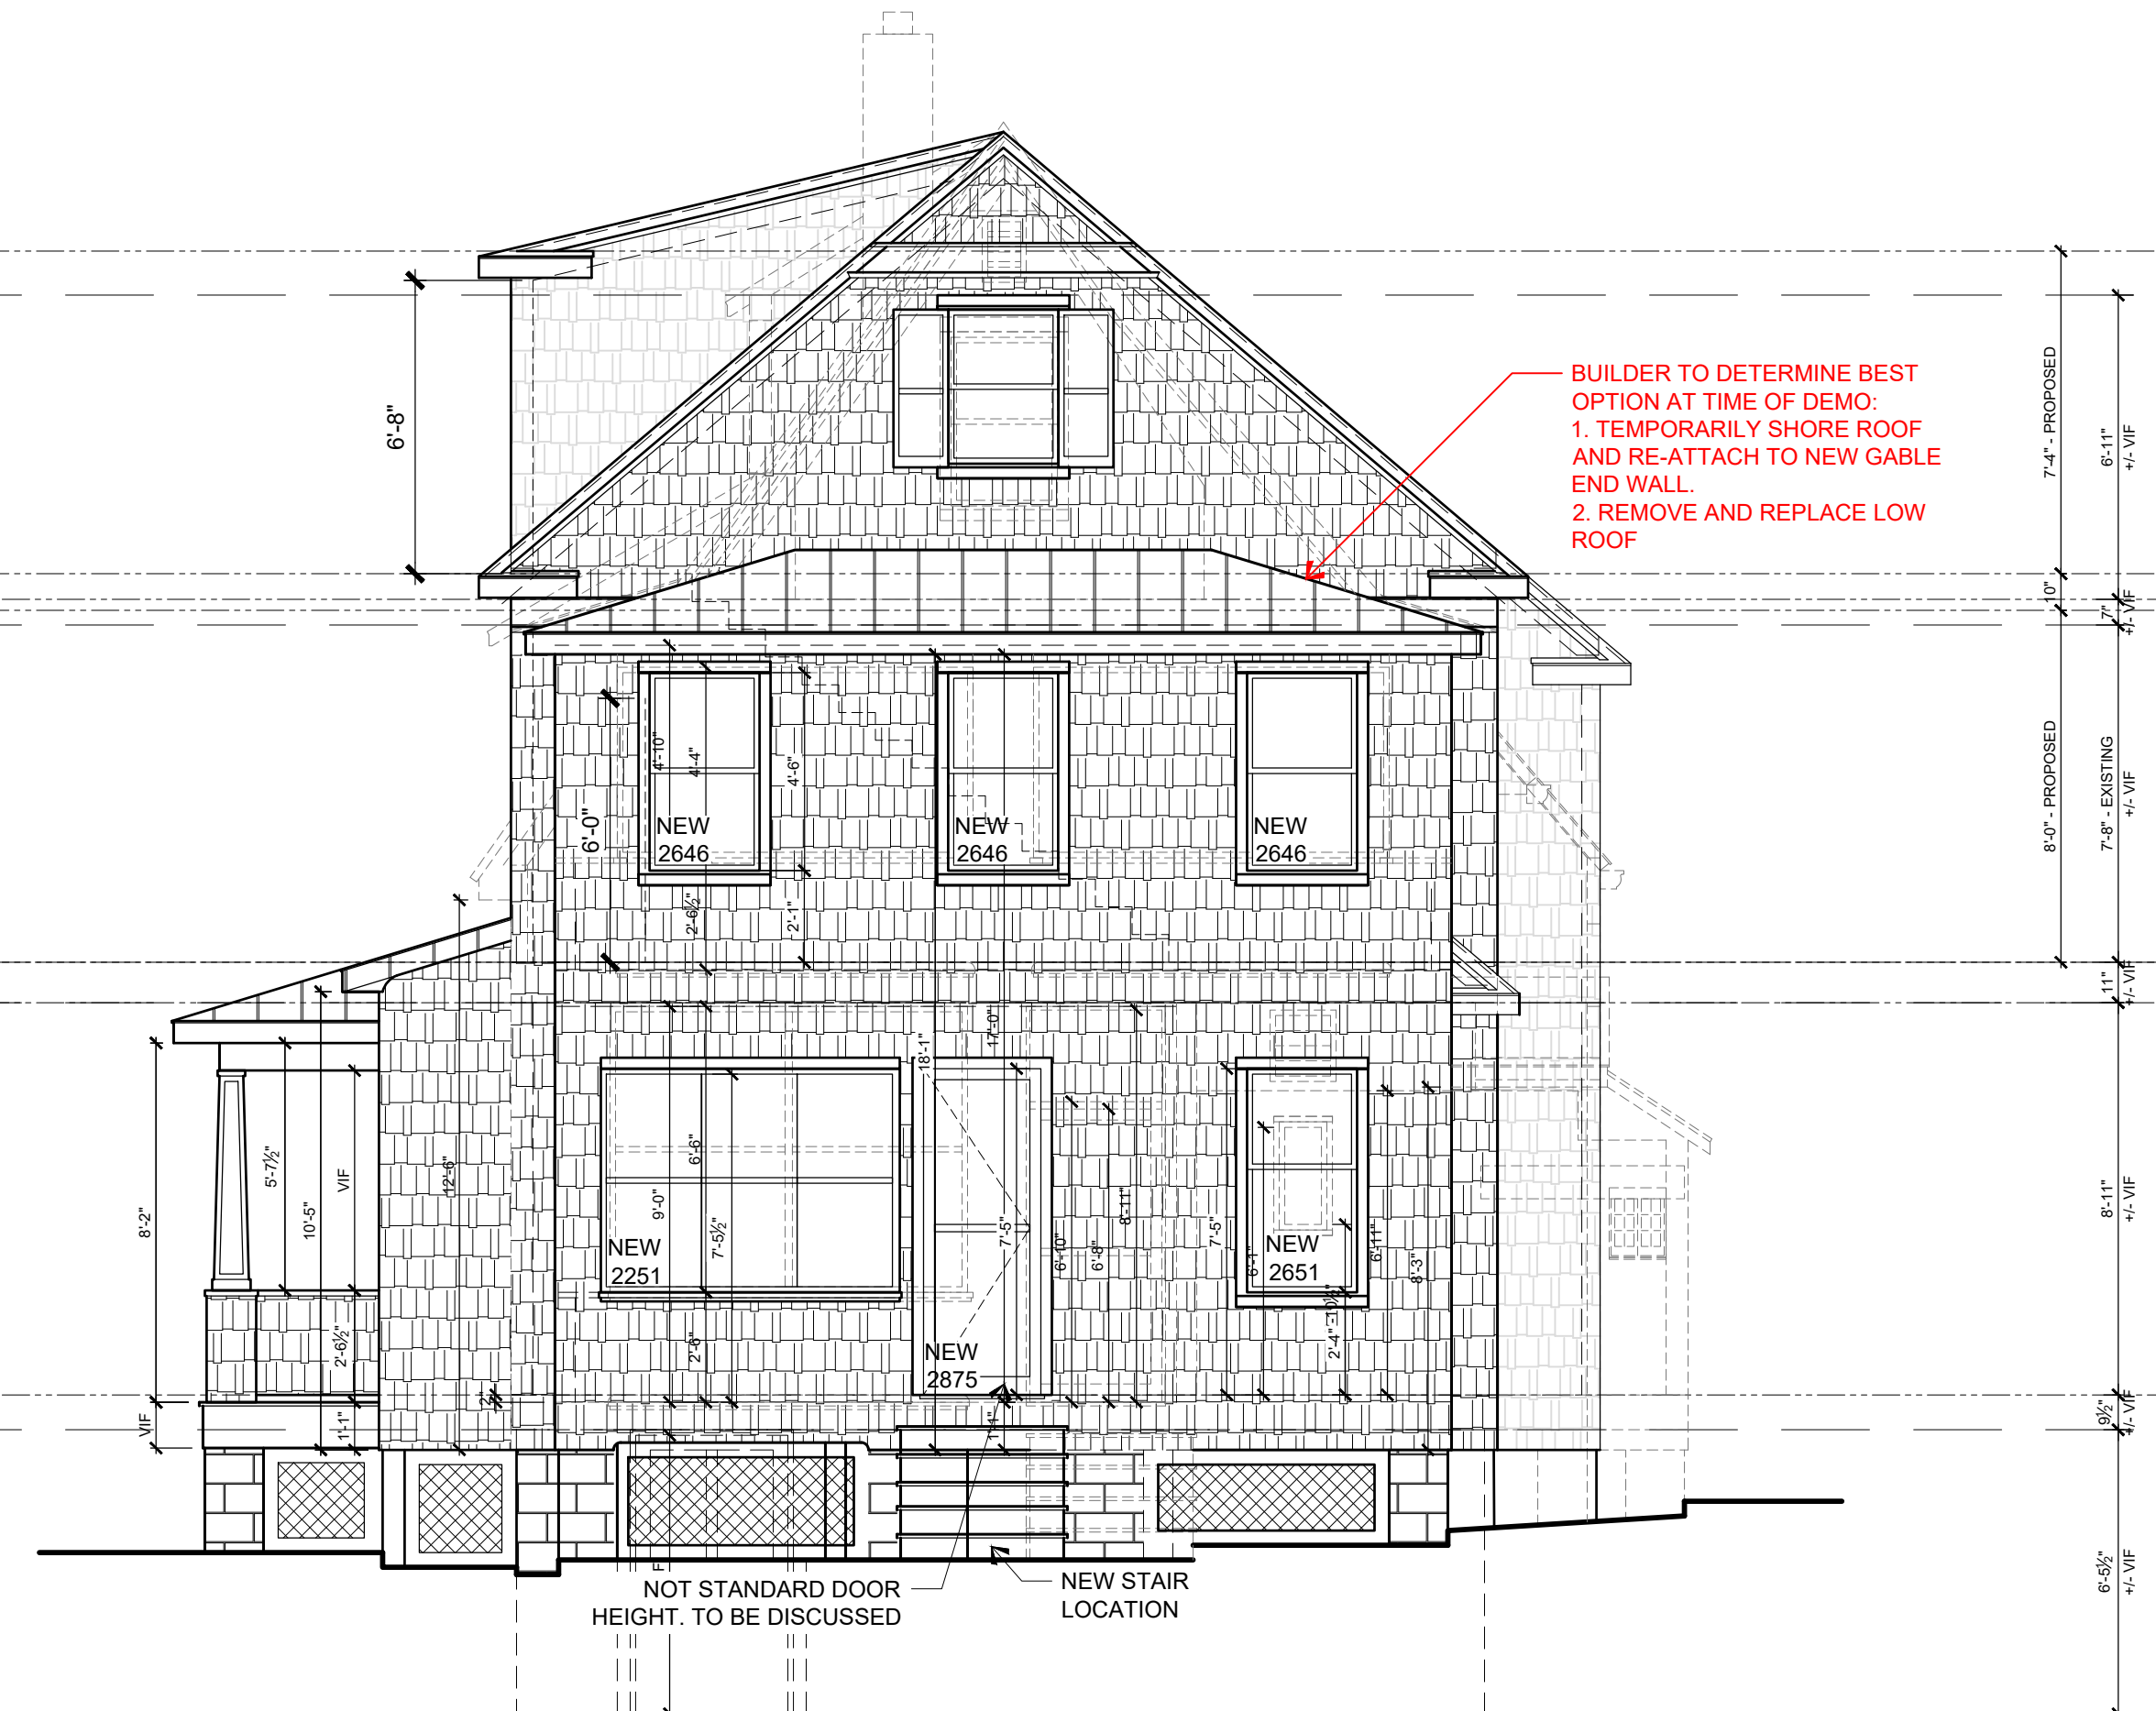 BUILDER TO DETERMINE BEST
OPTION AT TIME OF DEMO:
1. TEMPORARILY SHORE ROOF
AND RE-ATTACH TO NEW GABLE
END WALL.
2. REMOVE AND REPLACE LOW
ROOF
6'-8"
7'-4" - PROPOSED
6'-11"
+/- VIF
10"
7"
+/- VIF
8'-0" - PROPOSED
7'-8" - EXISTING
+/- VIF
11"
+/- VIF
8'-11"
+/- VIF
9½"
+/- VIF
6'-5½"
+/- VIF
4'-10"
4'-4"
4'-6"
6'-0"
NEW
2646
NEW
2646
NEW
2646
2'-6½"
2'-1"
18'-1"
17'-0"
8'-2"
5'-7½"
VIF
10'-5"
12'-6"
9'-0"
6'-6"
7'-5½"
NEW
2251
7'-5"
6'-10"
6'-8"
8'-11"
7'-5"
6'-1"
NEW
2651
6'-11"
8'-3"
2'-4"
-10½"
2'-6½"
2'-6"
NEW
2875
2"
VIF
1'-1"
1'-1"
F
NOT STANDARD DOOR
HEIGHT. TO BE DISCUSSED
NEW STAIR
LOCATION